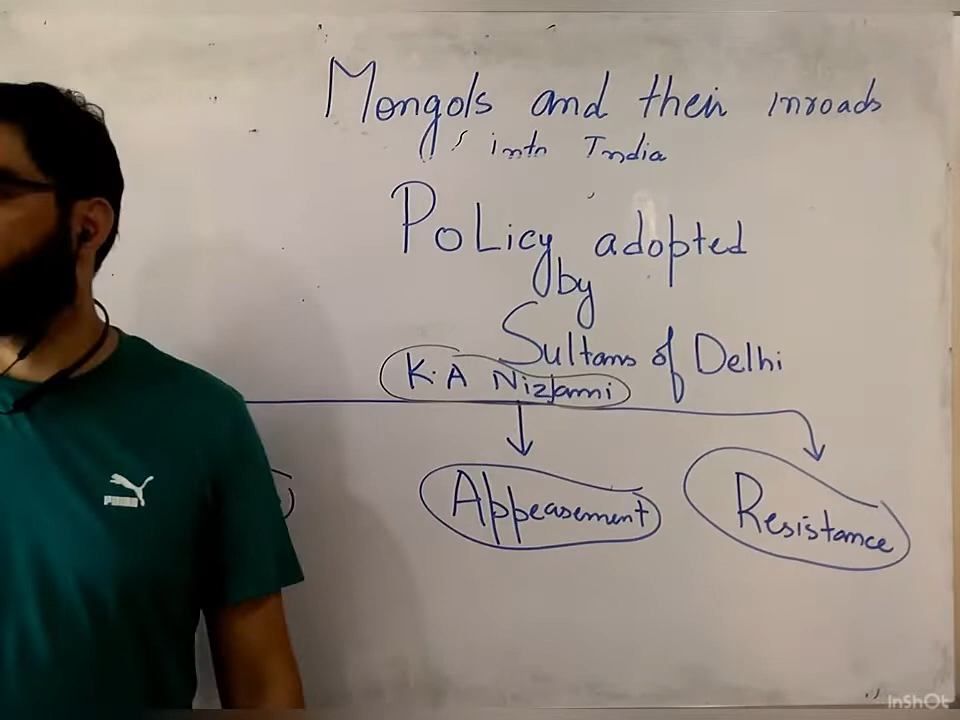 Mongols and their inroads
into India
Policy adopted
by
Sultans of Delhi
K.A Nizami
Appeasement
Resistance
PUMA
InShOt